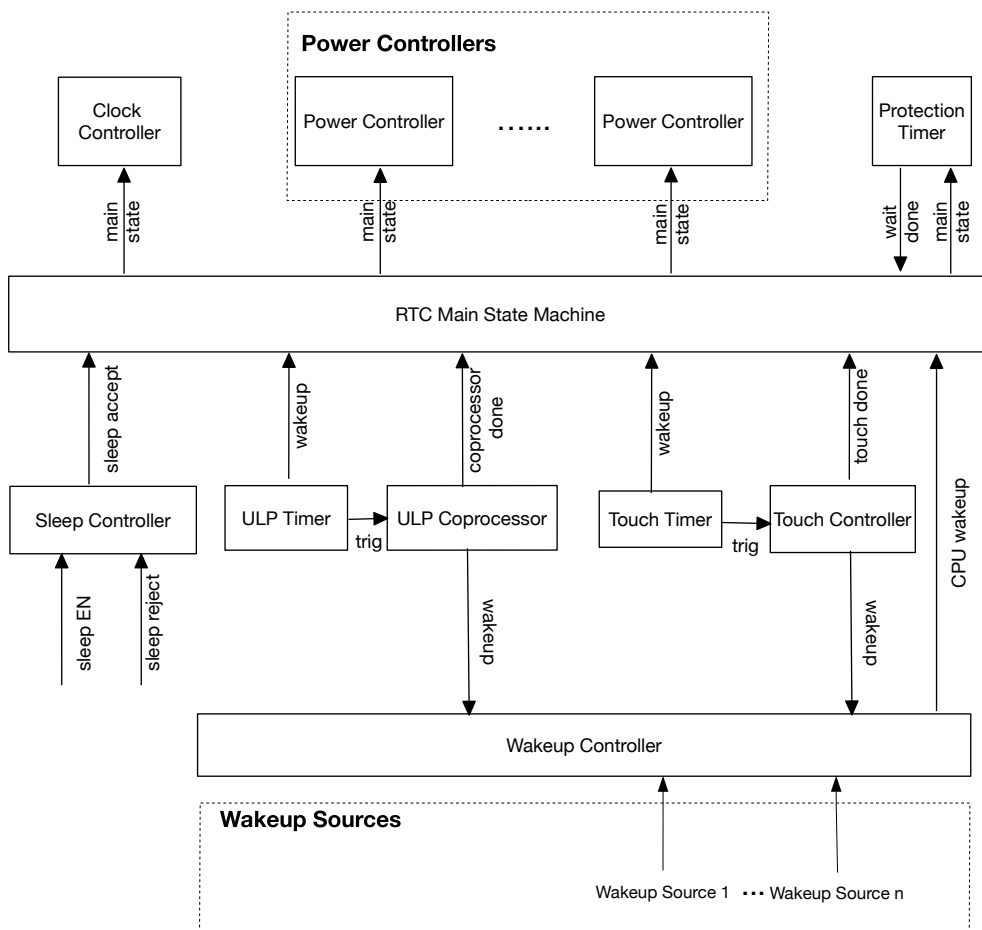 Power Controllers
Clock
Controller
Power Controller
......
Power Controller
Protection
Timer
main
state
main
state
main
state
wait
done
main
state
RTC Main State Machine
sleep accept
wakeup
coprocessor
done
wakeup
touch done
CPU wakeup
Sleep Controller
ULP Timer
trig
ULP Coprocessor
Touch Timer
trig
Touch Controller
sleep EN
sleep reject
wakeup
wakeup
Wakeup Controller
Wakeup Sources
Wakeup Source 1 ... Wakeup Source n